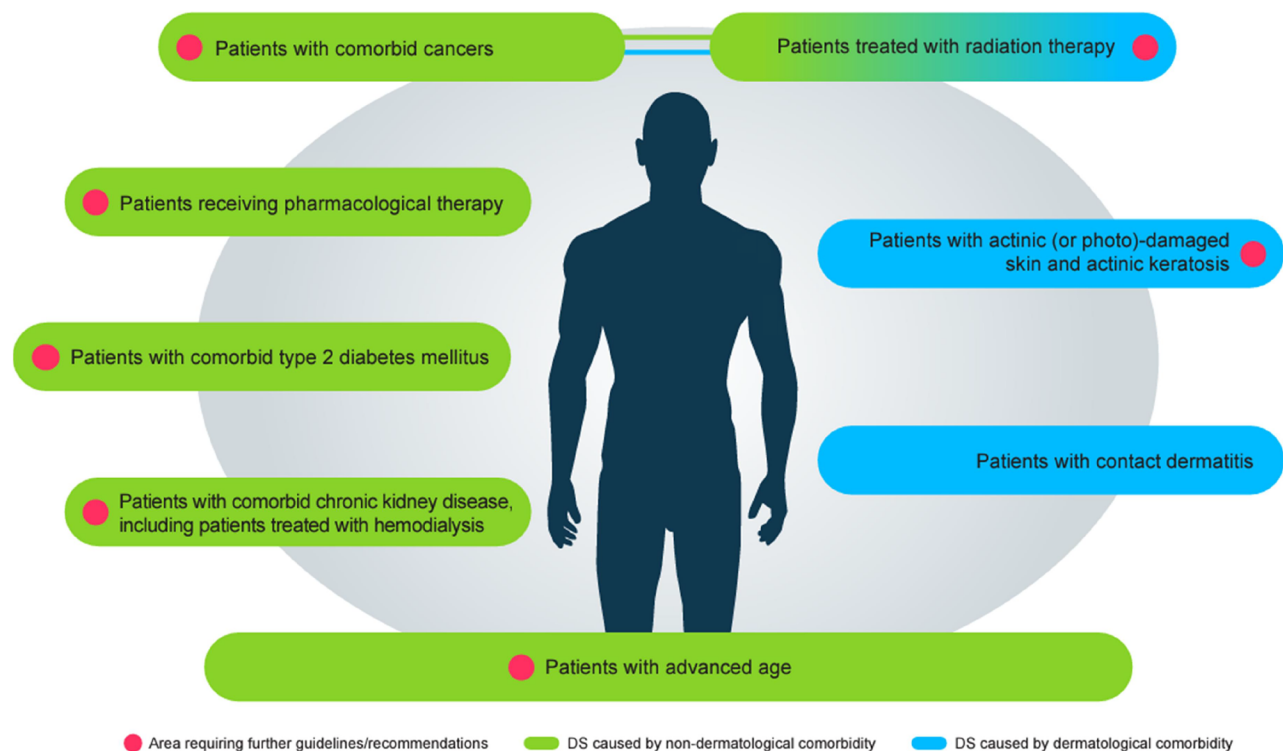 Patients with comorbid cancers
Patients treated with radiation therapy
Patients receiving pharmacological therapy
Patients with actinic (or photo)-damaged
skin and actinic keratosis
Patients with comorbid type 2 diabetes mellitus
Patients with contact dermatitis
Patients with comorbid chronic kidney disease,
including patients treated with hemodialysis
Patients with advanced age
Area requiring further guidelines/recommendations
DS caused by non-dermatological comorbidity
DS caused by dermatological comorbidity